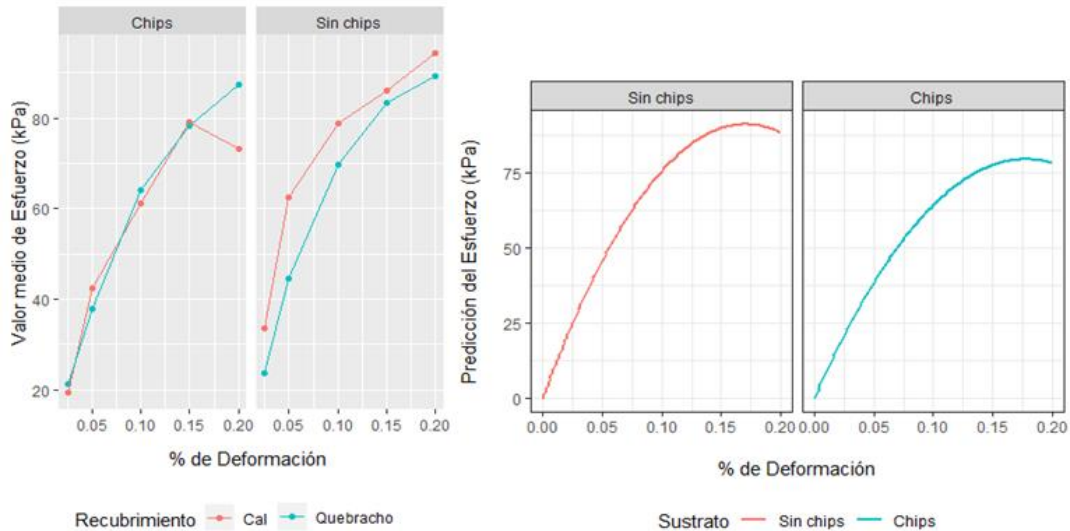 Chips
Sin chips
Valor medio de Esfuerzo (kPa)
80
60
40
20
0.05 0.10 0.15 0.20
0.05 0.10 0.15 0.20
% de Deformación
Recubrimiento Cal Quebracho
Sin chips
Chips
Predicción del Esfuerzo (kPa)
75
50
25
0
0.00 0.05 0.10 0.15 0.20
0.00 0.05 0.10 0.15 0.20
% de Deformación
Sustrato Sin chips Chips